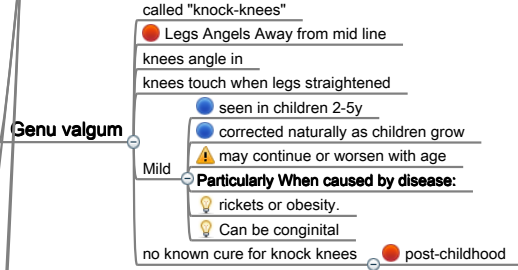 called "knock-knees"
Legs Angels Away from mid line
knees angle in
knees touch when legs straightened
Genu valgum
Mild
seen in children 2-5y
corrected naturally as children grow
may continue or worsen with age
Particularly When caused by disease:
rickets or obesity.
Can be conginital
no known cure for knock knees
post-childhood